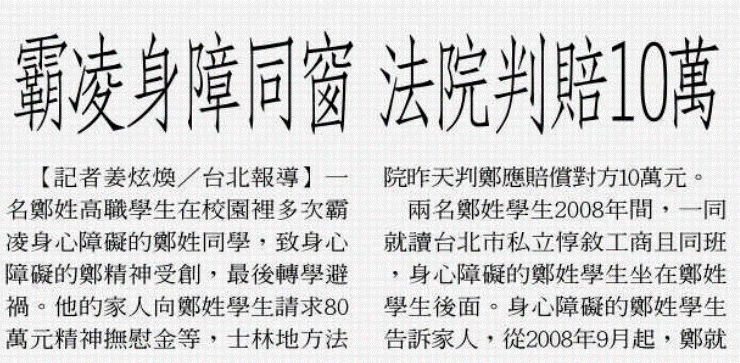 霸凌身障同窗 法院判賠10萬
【記者姜炫煥／台北報導】一
名鄭姓高職學生在校園裡多次霸
凌身心障礙的鄭姓同學，致身心
障礙的鄭精神受創，最後轉學避
禍。他的家人向鄭姓學生請求80
萬元精神撫慰金等，士林地方法
院昨天判鄭應賠償對方10萬元。
兩名鄭姓學生2008年間，一同
就讀台北市私立惇敘工商且同班
，身心障礙的鄭姓學生坐在鄭姓
學生後面。身心障礙的鄭姓學生
告訴家人，從2008年9月起，鄭就